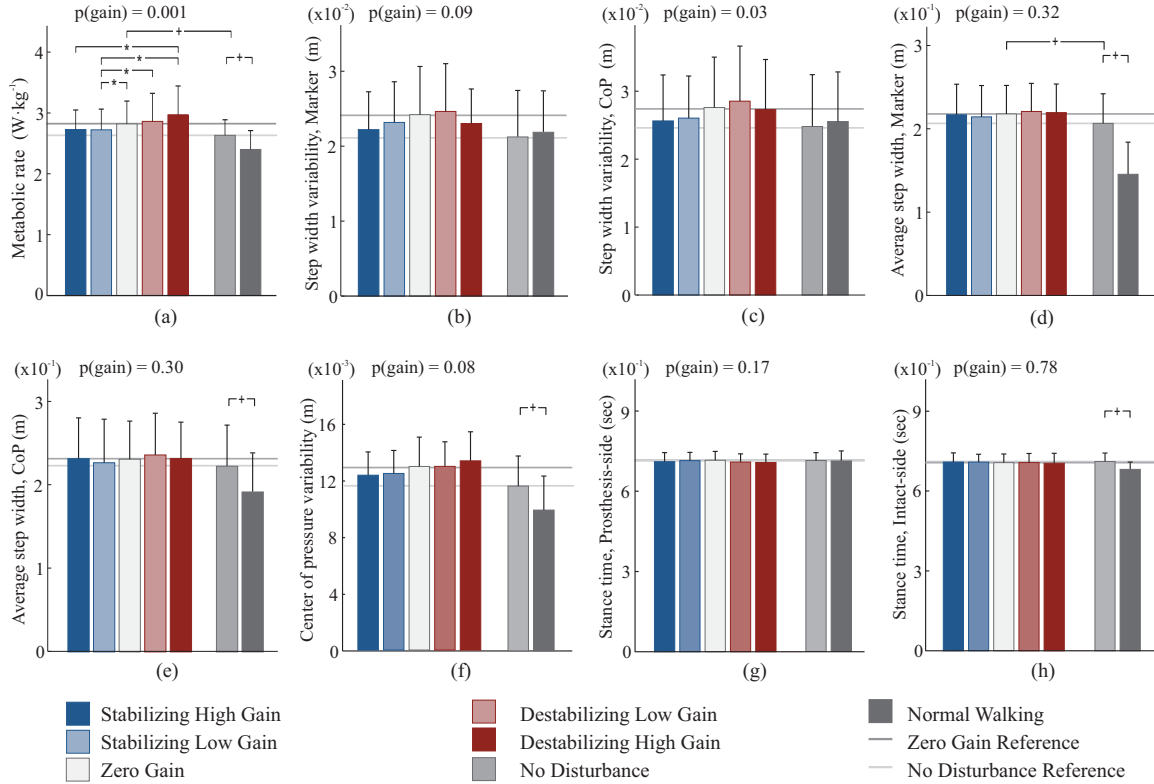 p(gain) = 0.001
Metabolic rate (W·kg⁻¹)
4
3
2
1
0
+
*
*
*
*
+
(a)
(x10⁻²)
p(gain) = 0.09
Step width variability, Marker (m)
3
2
1
0
(b)
(x10⁻²)
p(gain) = 0.03
Step width variability, CoP (m)
3
2
1
0
(c)
(x10⁻¹)
p(gain) = 0.32
Average step width, Marker (m)
3
2
1
0
+
+
(d)
(x10⁻¹)
p(gain) = 0.30
Average step width, CoP (m)
3
2
1
0
+
(e)
(x10⁻³)
p(gain) = 0.08
Center of pressure variability (m)
16
12
8
4
0
+
(f)
(x10⁻¹)
p(gain) = 0.17
Stance time, Prosthesis-side (sec)
9
6
3
0
(g)
(x10⁻¹)
p(gain) = 0.78
Stance time, Intact-side (sec)
9
6
3
0
+
(h)
Stabilizing High Gain
Stabilizing Low Gain
Zero Gain
Destabilizing Low Gain
Destabilizing High Gain
No Disturbance
Normal Walking
Zero Gain Reference
No Disturbance Reference